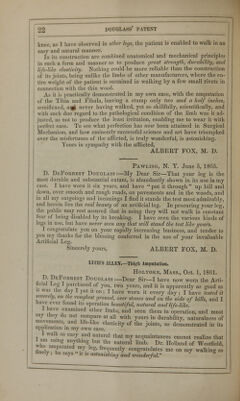 22 DOUGLASS' PATENT
knee, as I have observed in other legs, the patient is enabled to walk in an
easy and natural manner.
In its construction are combined anatomical and mechanical principles
in such a form and manner as to produce great strength, durability, and
life-like elasticity. Nothing could be more reliable than the construction
of its joints, being unlike the limbs of other manufacturers, where the en-
tire weight of the patient is sustained in walking by a few small rivets in
connection with the thin wood.
As it is practically demonstrated in my own case, with the amputation
of the Tibia and Fibula, leaving a stump only two and a half inches,
ossificated, and never having walked, yet so skillfully, scientifically, and
with such due regard to the pathological condition of the limb was it ad-
justed, as not to produce the least irritation, enabling me to wear it with
perfect ease. To see what perfection has now been attained in surgical
Mechanism, and how eminently successful science and art have triumphed
over the misfortunes of the afflicted, is truly wonderful, is astonishing.
Yours in sympathy with the afflicted,
ALBERT FOX, M. D.
PAWLING, N. Y. June 5, 1865.
D. DEFORREST DOUGLASS:—My Dear Sir—That your leg is the
most durable and substantial extant, is abundantly shown in its use in my
case. I have worn it six years, and have "put it through" up hill and
down, over smooth and rough roads, on pavements and in the woods, and
in all my outgoings and incomings I find it stands the test most admirably,
and herein lies the real beauty of an artificial leg. In procuring your leg,
the public may rest assured that in using they will not walk in constant
fear of being disabled by its breaking. I have seen the various kinds of
legs in use, but have never seen any that will stand the test like yours.
I congratulate you on your rapidly increasing business, and tender to
you my thanks for the blessing conferred in the use of your invaluable
Artificial Leg.
Sincerely yours, ALBERT FOX, M. D.
LUCIEN ALLEN.—Thigh Amputation.
HOLYOKE, MASS., Oct. 1, 1861.
D. DEFORREST DOUGLASS:—Dear Sir—I have now worn the Arti-
ficial Leg I purchased of you, two years, and it is apparently as good as
it was the day I put it on; I have worn it every day; I have tested it
severely, on the roughest ground, over stones and on the side of hills, and I
have ever found its operation beautiful, natural and life-like.
I have examined other limbs, and seen them in operation, and must
say they do not compare at all with yours in durability, naturalness of
movements, and life-like elasticity of the joints, as demonstrated in its
application in my own case.
I walk so easy and natural that my acquaintances cannot realize that
I am using anything but the natural limb. Dr. Holland of Westfield,
who amputated my leg, frequently congratulates me on my walking so
finely; he says "it is astonishing and wonderful."